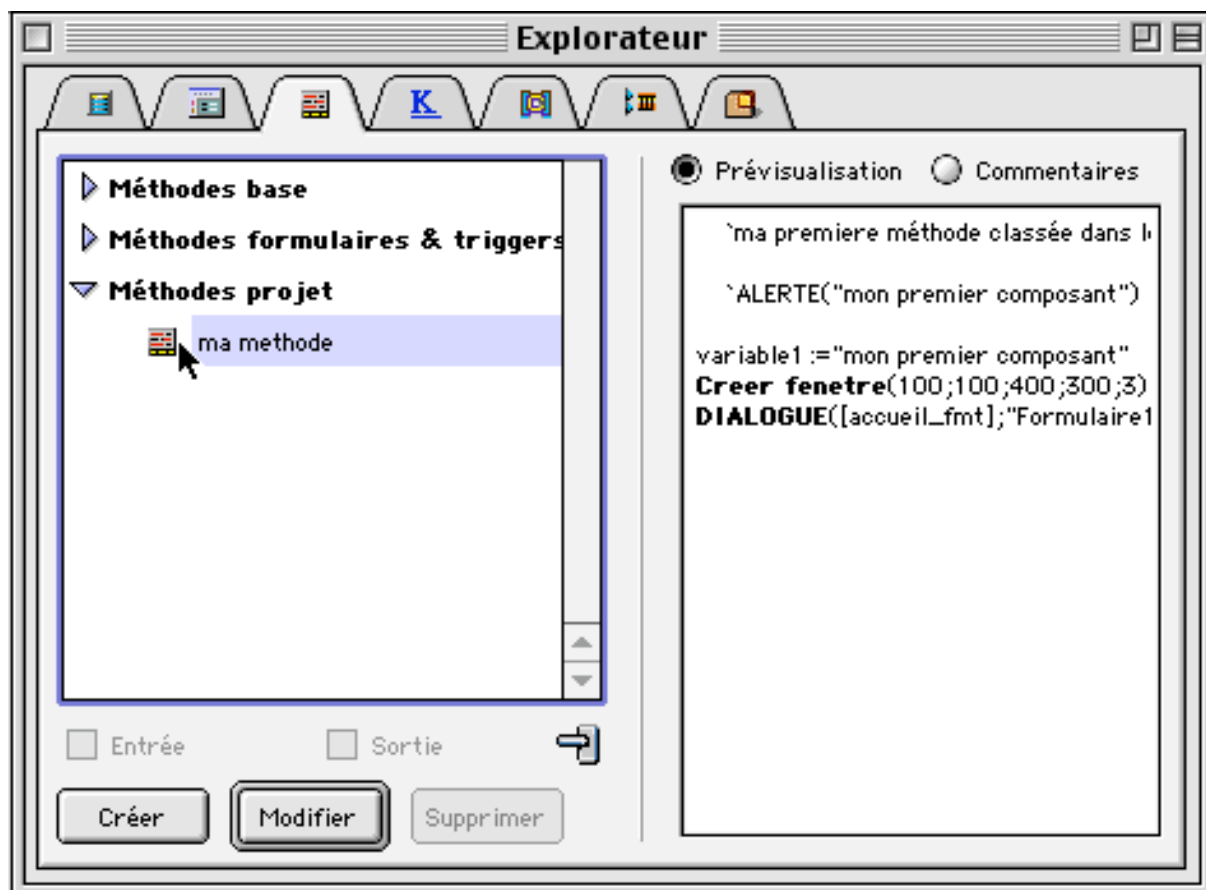 Explorateur
K
Méthodes base
Méthodes formulaires & triggers
Méthodes projet
ma methode
Entrée
Sortie
Créer
Modifier
Supprimer
Prévisualisation
Commentaires
`ma premiere méthode classée dans l
`ALERTE("mon premier composant")
variable1 :="mon premier composant"
Creer fenetre(100;100;400;300;3)
DIALOGUE([accueil_fmt];"Formulaire1